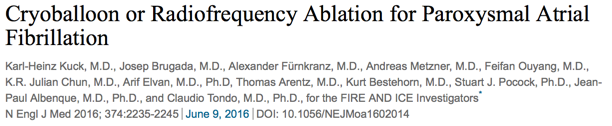 Cryoballoon or Radiofrequency Ablation for Paroxysmal Atrial
Fibrillation
Karl-Heinz Kuck, M.D., Josep Brugada, M.D., Alexander Fürnkranz, M.D., Andreas Metzner, M.D., Feifan Ouyang, M.D.,
K.R. Julian Chun, M.D., Arif Elvan, M.D., Ph.D, Thomas Arentz, M.D., Kurt Bestehorn, M.D., Stuart J. Pocock, Ph.D., Jean-
Paul Albenque, M.D., Ph.D., and Claudio Tondo, M.D., Ph.D., for the FIRE AND ICE Investigators*
N Engl J Med 2016; 374:2235-2245 | June 9, 2016 | DOI: 10.1056/NEJMoa1602014